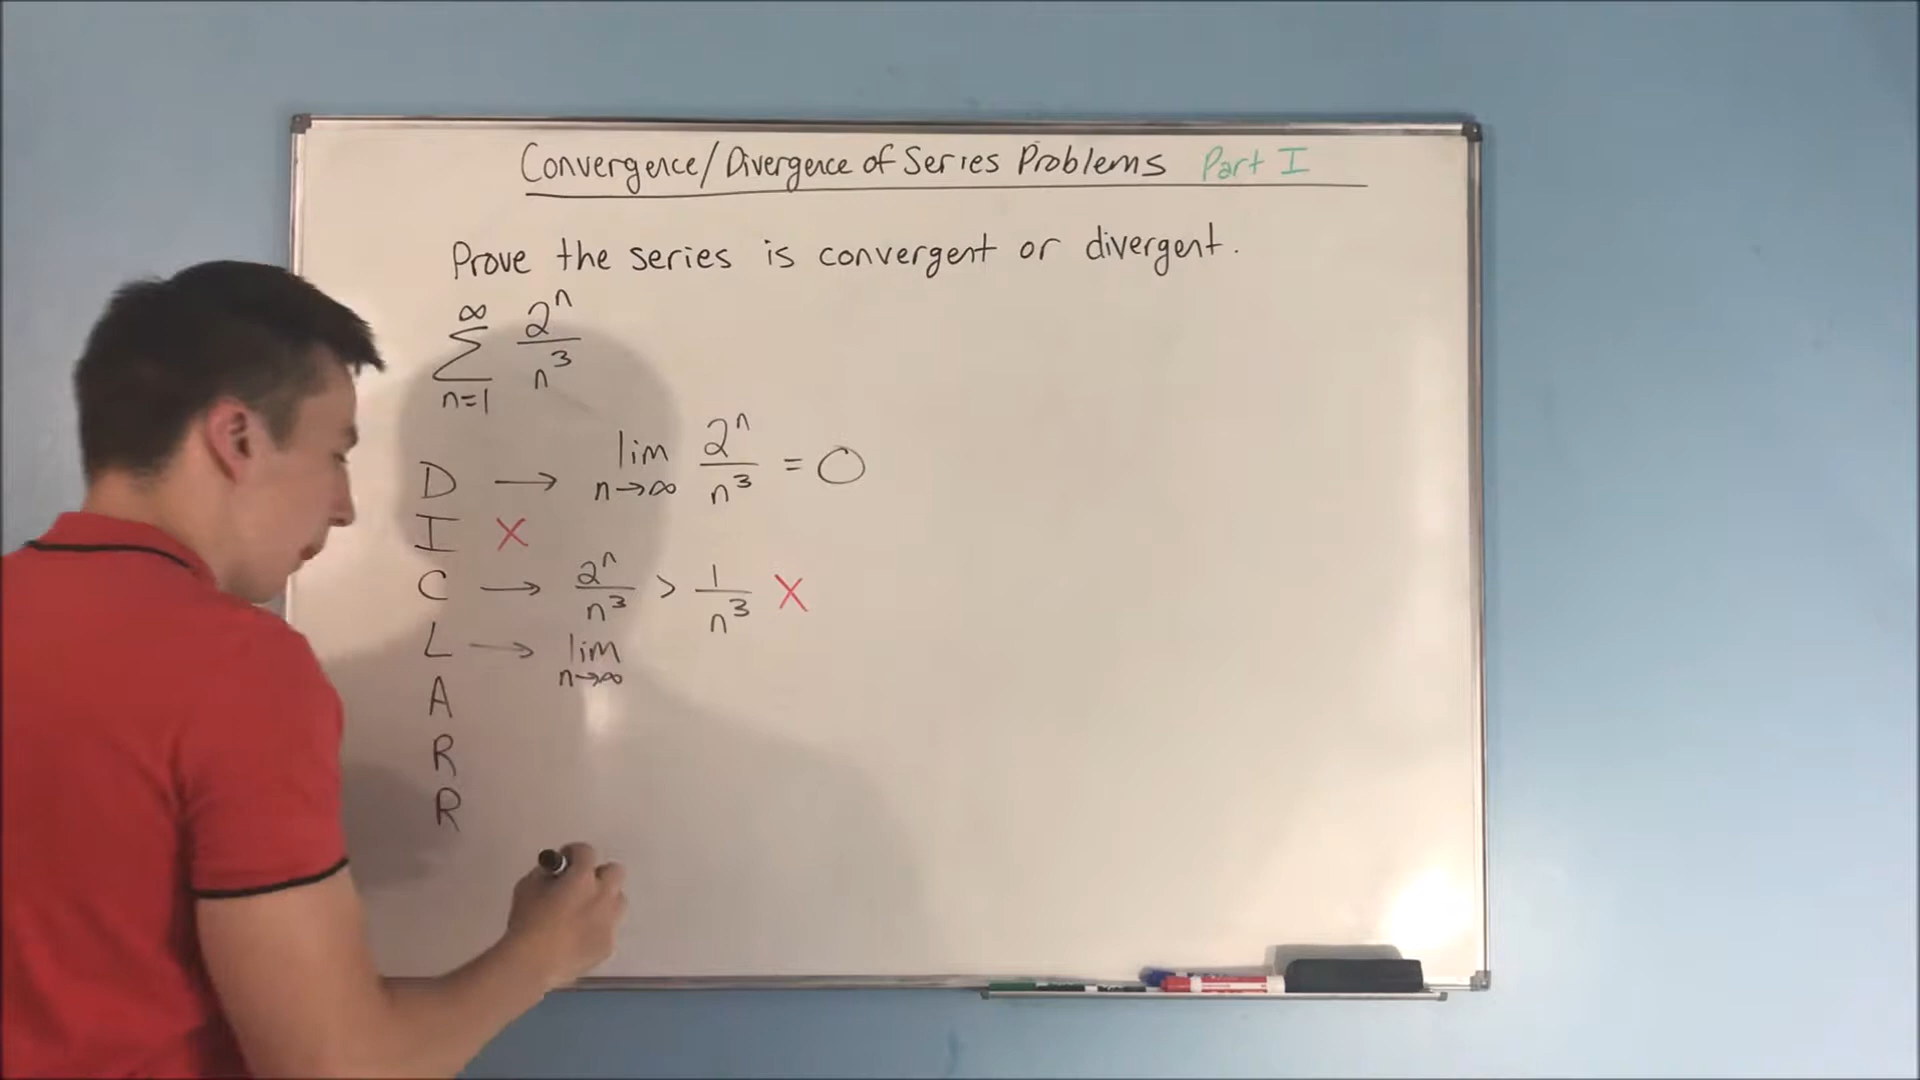 Convergence/Divergence of Series Problems Part I
Prove the series is convergent or divergent.
∞
∑ 2^n/n^3
n=1
D → lim n→∞ 2^n/n^3 = 0
I X
C → 2^n/n^3 > 1/n^3 X
L → lim n→∞
A
R
R